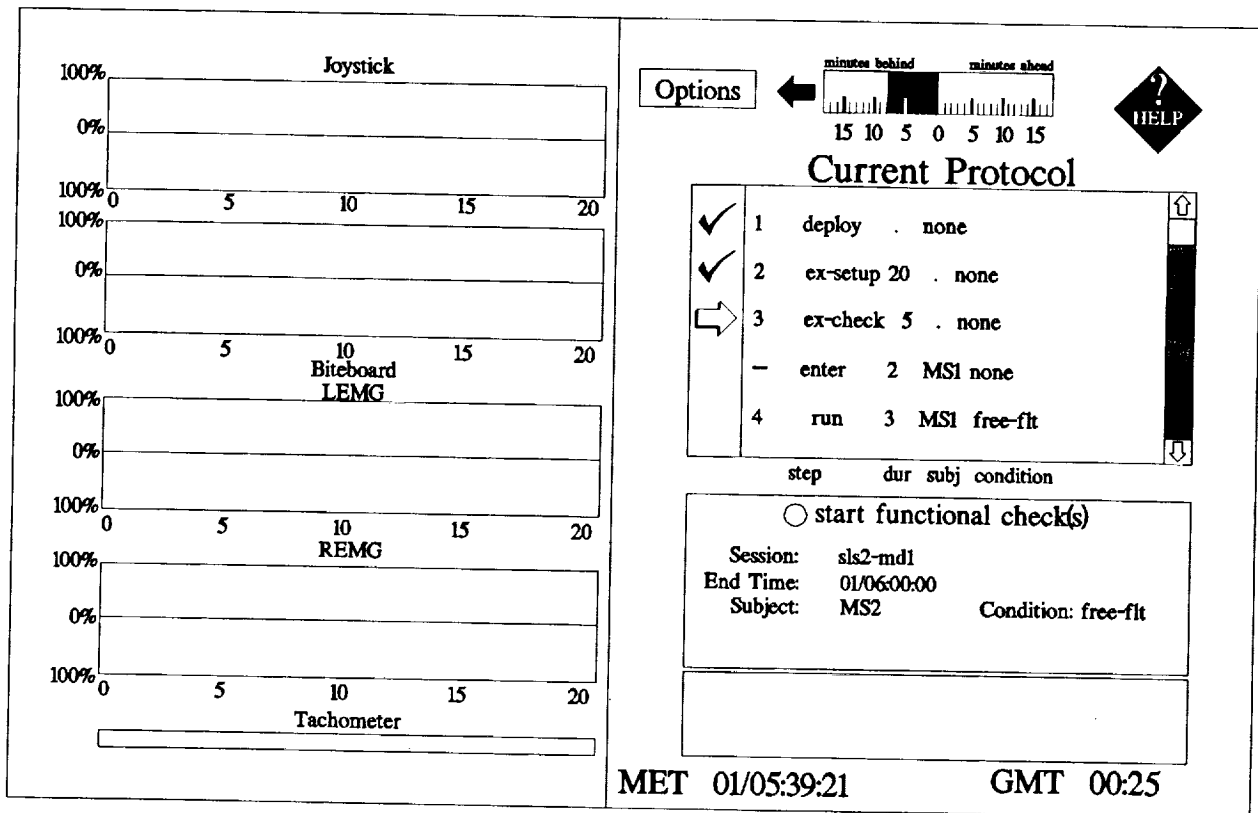 Joystick
100%
0%
100%
0 5 10 15 20
100%
0%
100%
0 5 10 15 20
Biteboard
LEMG
100%
0%
100%
0 5 10 15 20
REMG
100%
0%
100%
0 5 10 15 20
Tachometer
Options
minutes behind minutes ahead
15 10 5 0 5 10 15
?
HELP
Current Protocol
1 deploy . none
2 ex-setup 20 . none
3 ex-check 5 . none
– enter 2 MS1 none
4 run 3 MS1 free-flt
step dur subj condition
start functional check(s)
Session: sls2-md1
End Time: 01/06:00:00
Subject: MS2 Condition: free-flt
MET 01/05:39:21 GMT 00:25